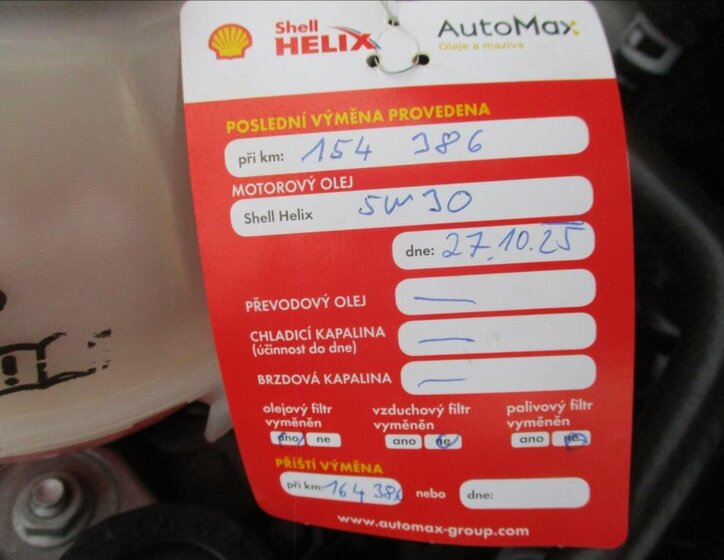 Shell
HELIX
AutoMax
Oleje a maziva
POSLEDNÍ VÝMĚNA PROVEDENA
při km: 154 386
MOTOROVÝ OLEJ
Shell Helix 5W30
dne: 27.10.25
PŘEVODOVÝ OLEJ —
CHLADICÍ KAPALINA —
(účinnost do dne)
BRZDOVÁ KAPALINA —
olejový filtr vzduchový filtr palivový filtr
vyměněn vyměněn vyměněn
ano ne ano ne ano ne
PŘÍŠTÍ VÝMĚNA
při km: 164 386 nebo dne:
www.automax-group.com